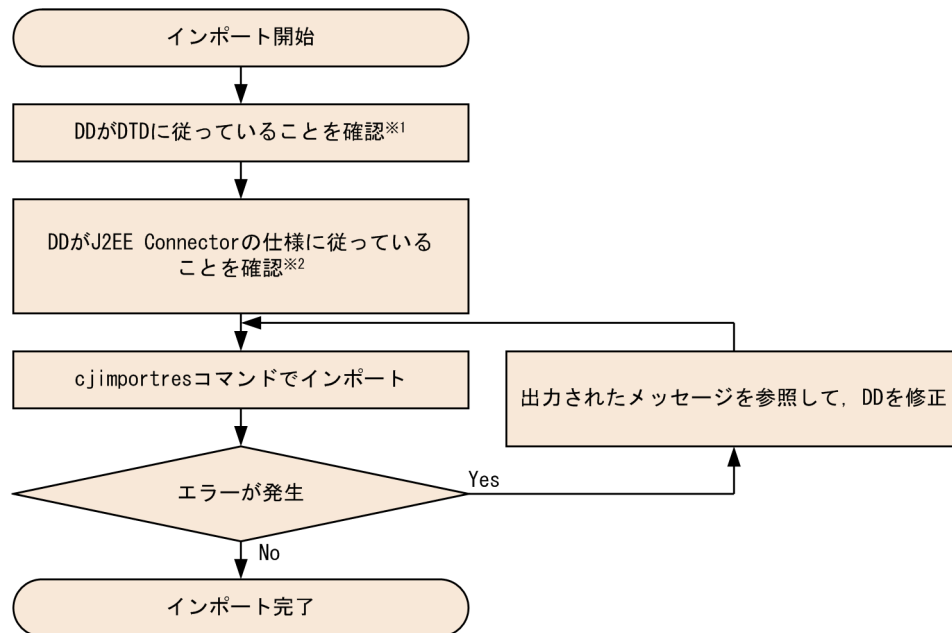 インポート開始
DDがDTDに従っていることを確認※1
DDがJ2EE Connectorの仕様に従っている
ことを確認※2
cjimportresコマンドでインポート
出力されたメッセージを参照して，DDを修正
エラーが発生
Yes
No
インポート完了